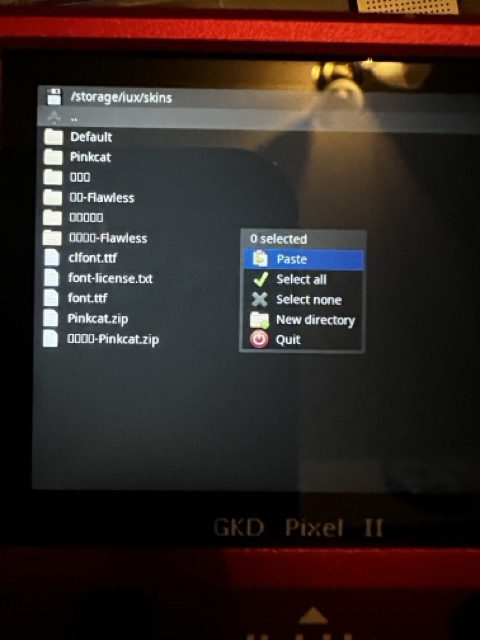 /storage/iux/skins
..
Default
Pinkcat
□□□
□□-Flawless
□□□□□
□□□□-Flawless
clfont.ttf
font-license.txt
font.ttf
Pinkcat.zip
□□□□-Pinkcat.zip
0 selected
Paste
Select all
Select none
New directory
Quit
GKD Pixel II